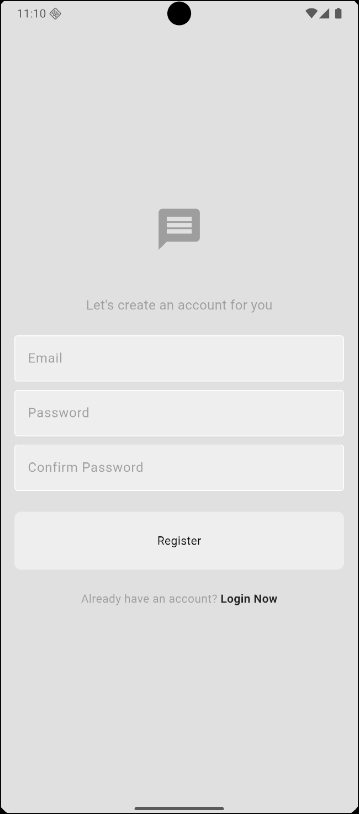 11:10
Let's create an account for you
Email
Password
Confirm Password
Register
Already have an account? Login Now